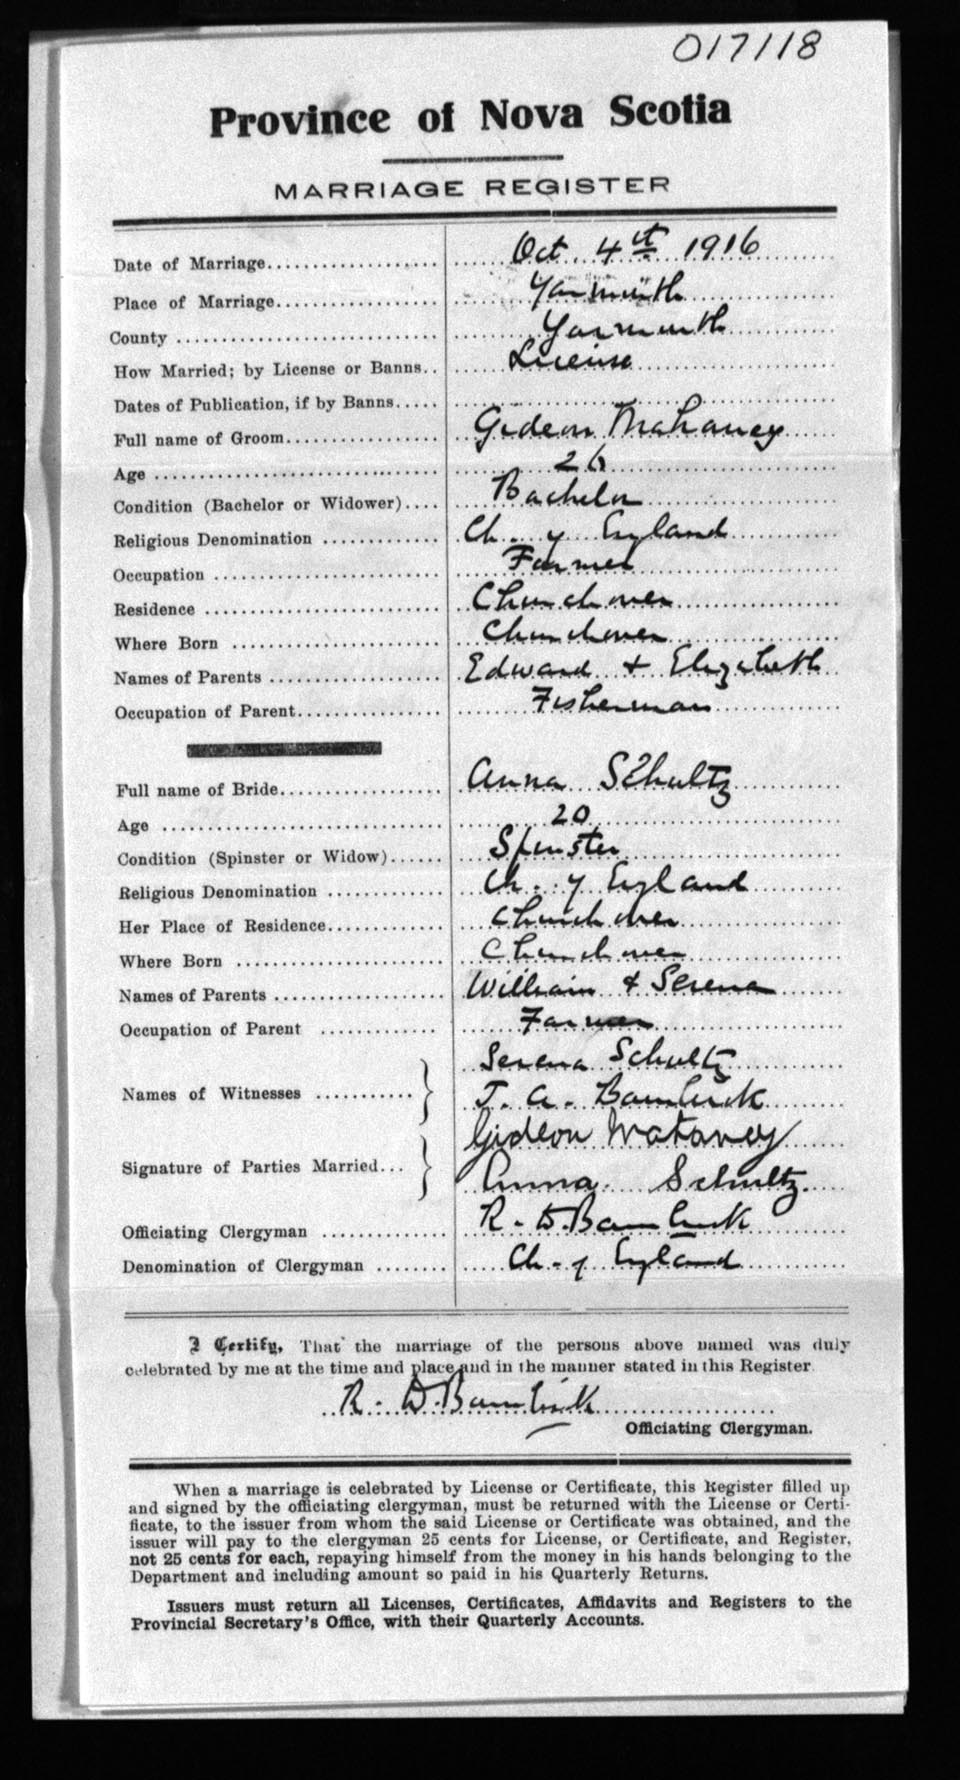 017118
Province of Nova Scotia
MARRIAGE REGISTER
Date of Marriage.................. Oct 4th 1916
Place of Marriage................. Yarmouth
County ........................... Yarmouth
How Married; by License or Banns.. License
Dates of Publication, if by Banns.....
Full name of Groom................ Gideon Mahaney
Age .............................. 26
Condition (Bachelor or Widower).... Bachelor
Religious Denomination ............ Ch. of England
Occupation ....................... Farmer
Residence ........................ Churchover
Where Born ....................... Churchover
Names of Parents ................. Edward & Elizabeth
Occupation of Parent.............. Fisherman
Full name of Bride................ Anna Schultz
Age .............................. 20
Condition (Spinster or Widow)...... Spinster
Religious Denomination ............ Ch. of England
Her Place of Residence............ Churchover
Where Born ....................... Churchover
Names of Parents ................. William & Serena
Occupation of Parent ............. Farmer
Serena Schultz
Names of Witnesses ...........
J. A.
Gideon Mahaney
Signature of Parties Married...
Anna Schultz
Officiating Clergyman ............. R. D.
Denomination of Clergyman ........ Ch. of England
I Certify, That the marriage of the persons above named was duly
celebrated by me at the time and place and in the manner stated in this Register
R. D.
Officiating Clergyman.
When a marriage is celebrated by License or Certificate, this Register filled up
and signed by the officiating clergyman, must be returned with the License or Certi-
ficate, to the issuer from whom the said License or Certificate was obtained, and the
issuer will pay to the clergyman 25 cents for License, or Certificate, and Register,
not 25 cents for each, repaying himself from the money in his hands belonging to the
Department and including amount so paid in his Quarterly Returns.
Issuers must return all Licenses, Certificates, Affidavits and Registers to the
Provincial Secretary's Office, with their Quarterly Accounts.